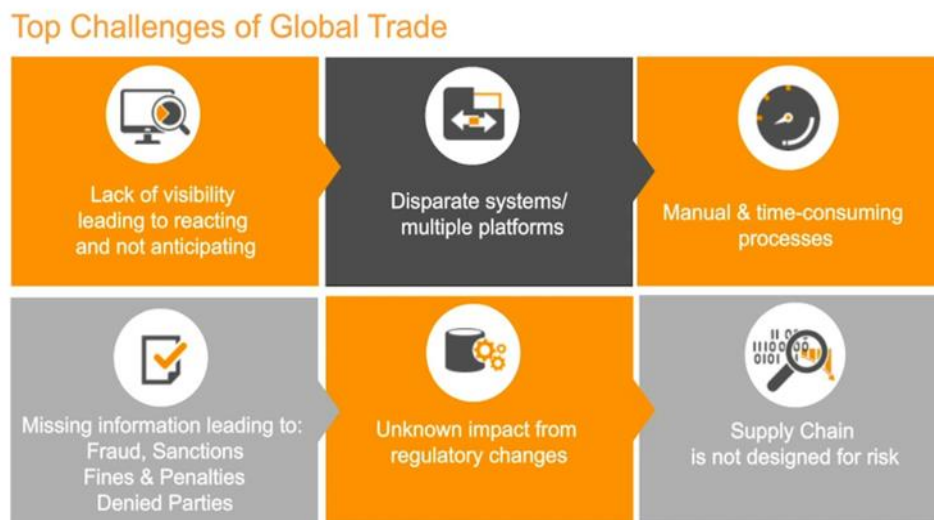 Top Challenges of Global Trade
Lack of visibility
leading to reacting
and not anticipating
Disparate systems/
multiple platforms
Manual & time-consuming
processes
Missing information leading to:
Fraud, Sanctions
Fines & Penalties
Denied Parties
Unknown impact from
regulatory changes
Supply Chain
is not designed for risk